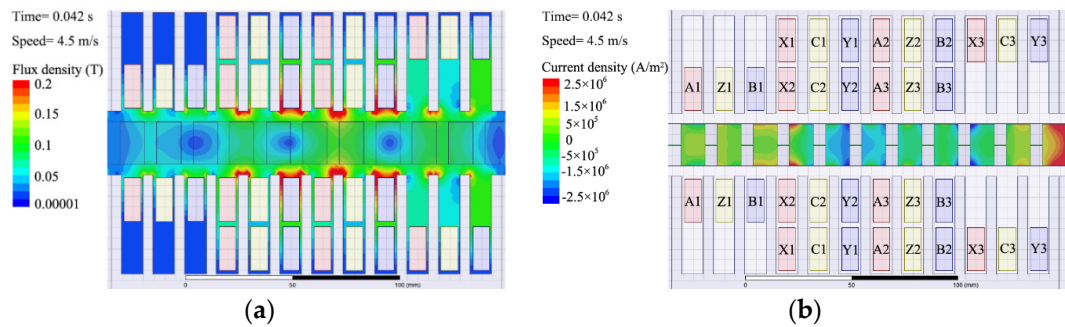 Time= 0.042 s
Speed= 4.5 m/s
Flux density (T)
0.2
0.15
0.1
0.05
0.00001
0 50 100 (mm)
(a)
Time= 0.042 s
Speed= 4.5 m/s
Current density (A/m²)
2.5×10⁶
1.5×10⁶
5×10⁵
0
-5×10⁵
-1.5×10⁶
-2.5×10⁶
X1 C1 Y1 A2 Z2 B2 X3 C3 Y3
A1 Z1 B1 X2 C2 Y2 A3 Z3 B3
A1 Z1 B1 X2 C2 Y2 A3 Z3 B3
X1 C1 Y1 A2 Z2 B2 X3 C3 Y3
0 50 100 (mm)
(b)